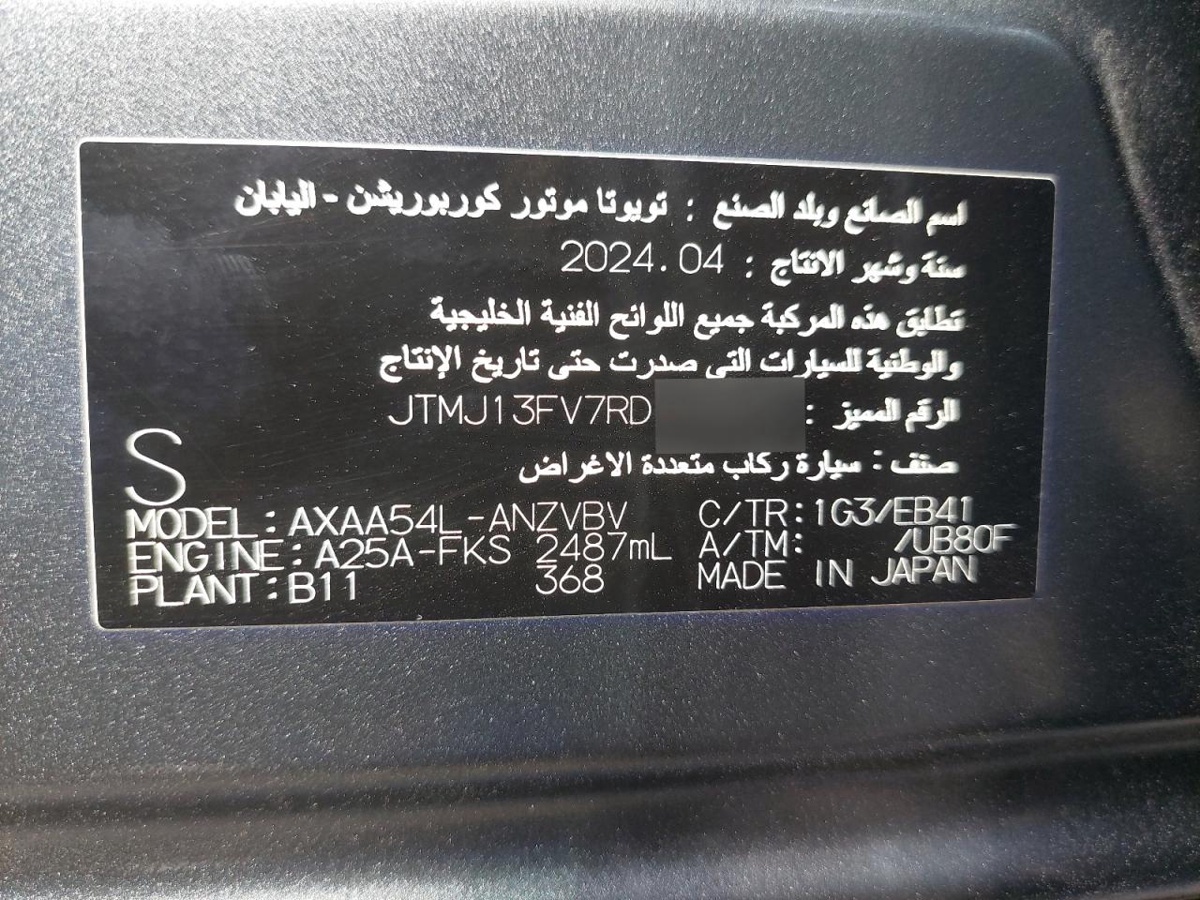 اسم الصانع وبلد الصنع : تويوتا موتور كوربوريشن - اليابان
سنة وشهر الانتاج : 2024.04
تطابق هذه المركبة جميع اللوائح الفنية الخليجية
والوطنية للسيارات التى صدرت حتى تاريخ الإنتاج
الرقم المميز : JTMJ13FV7RD
صنف : سيارة ركاب متعددة الاغراض
S
MODEL : AXAA54L-ANZVBV C/TR: 1G3/EB41
ENGINE: A25A-FKS 2487mL A/TM: /UB80F
PLANT : B11 368 MADE IN JAPAN